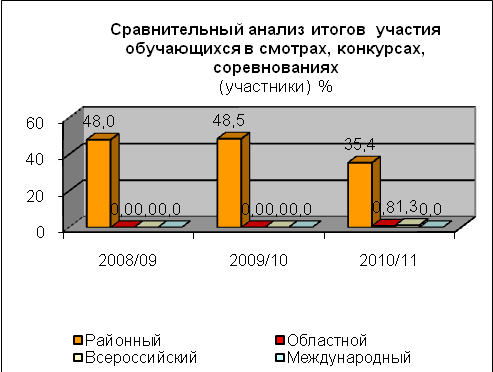 Сравнительный анализ итогов участия
обучающихся в смотрах, конкурсах,
соревнованиях
(участники) %
60
40
20
0
48,0
0,0
0,0
0,0
48,5
0,0
0,0
0,0
35,4
0,8
1,3
0,0
2008/09
2009/10
2010/11
Районный
Областной
Всероссийский
Международный